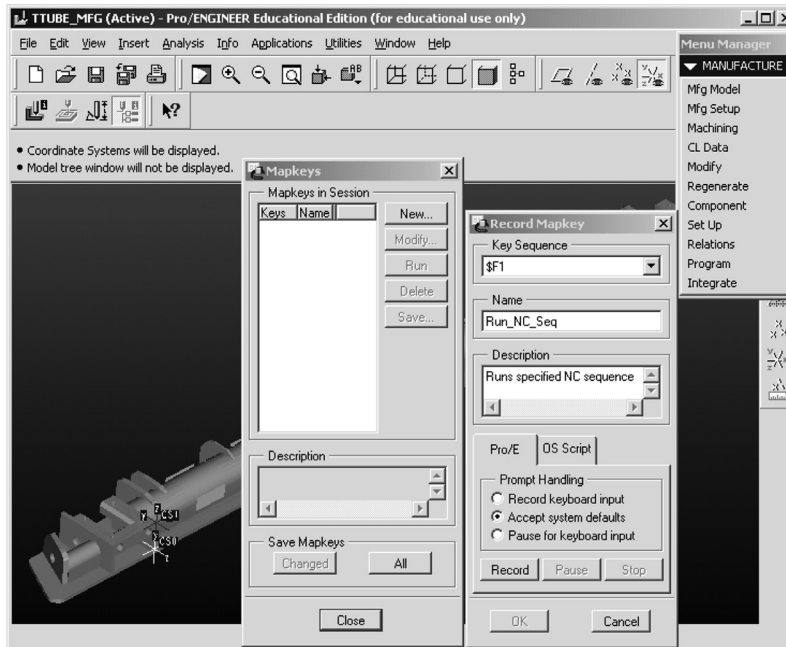 TTUBE_MFG (Active) - Pro/ENGINEER Educational Edition (for educational use only)
File Edit View Insert Analysis Info Applications Utilities Window Help
Menu Manager
MANUFACTURE
Mfg Model
Mfg Setup
Machining
CL Data
Modify
Regenerate
Component
Set Up
Relations
Program
Integrate
• Coordinate Systems will be displayed.
• Model tree window will not be displayed.
Mapkeys
Mapkeys in Session
Keys Name
New...
Modify...
Run
Delete
Save...
Description
Save Mapkeys
Changed All
Close
Record Mapkey
Key Sequence
$F1
Name
Run_NC_Seq
Description
Runs specified NC sequence
Pro/E OS Script
Prompt Handling
Record keyboard input
Accept system defaults
Pause for keyboard input
Record Pause Stop
OK Cancel
Y Z CS1
CS0